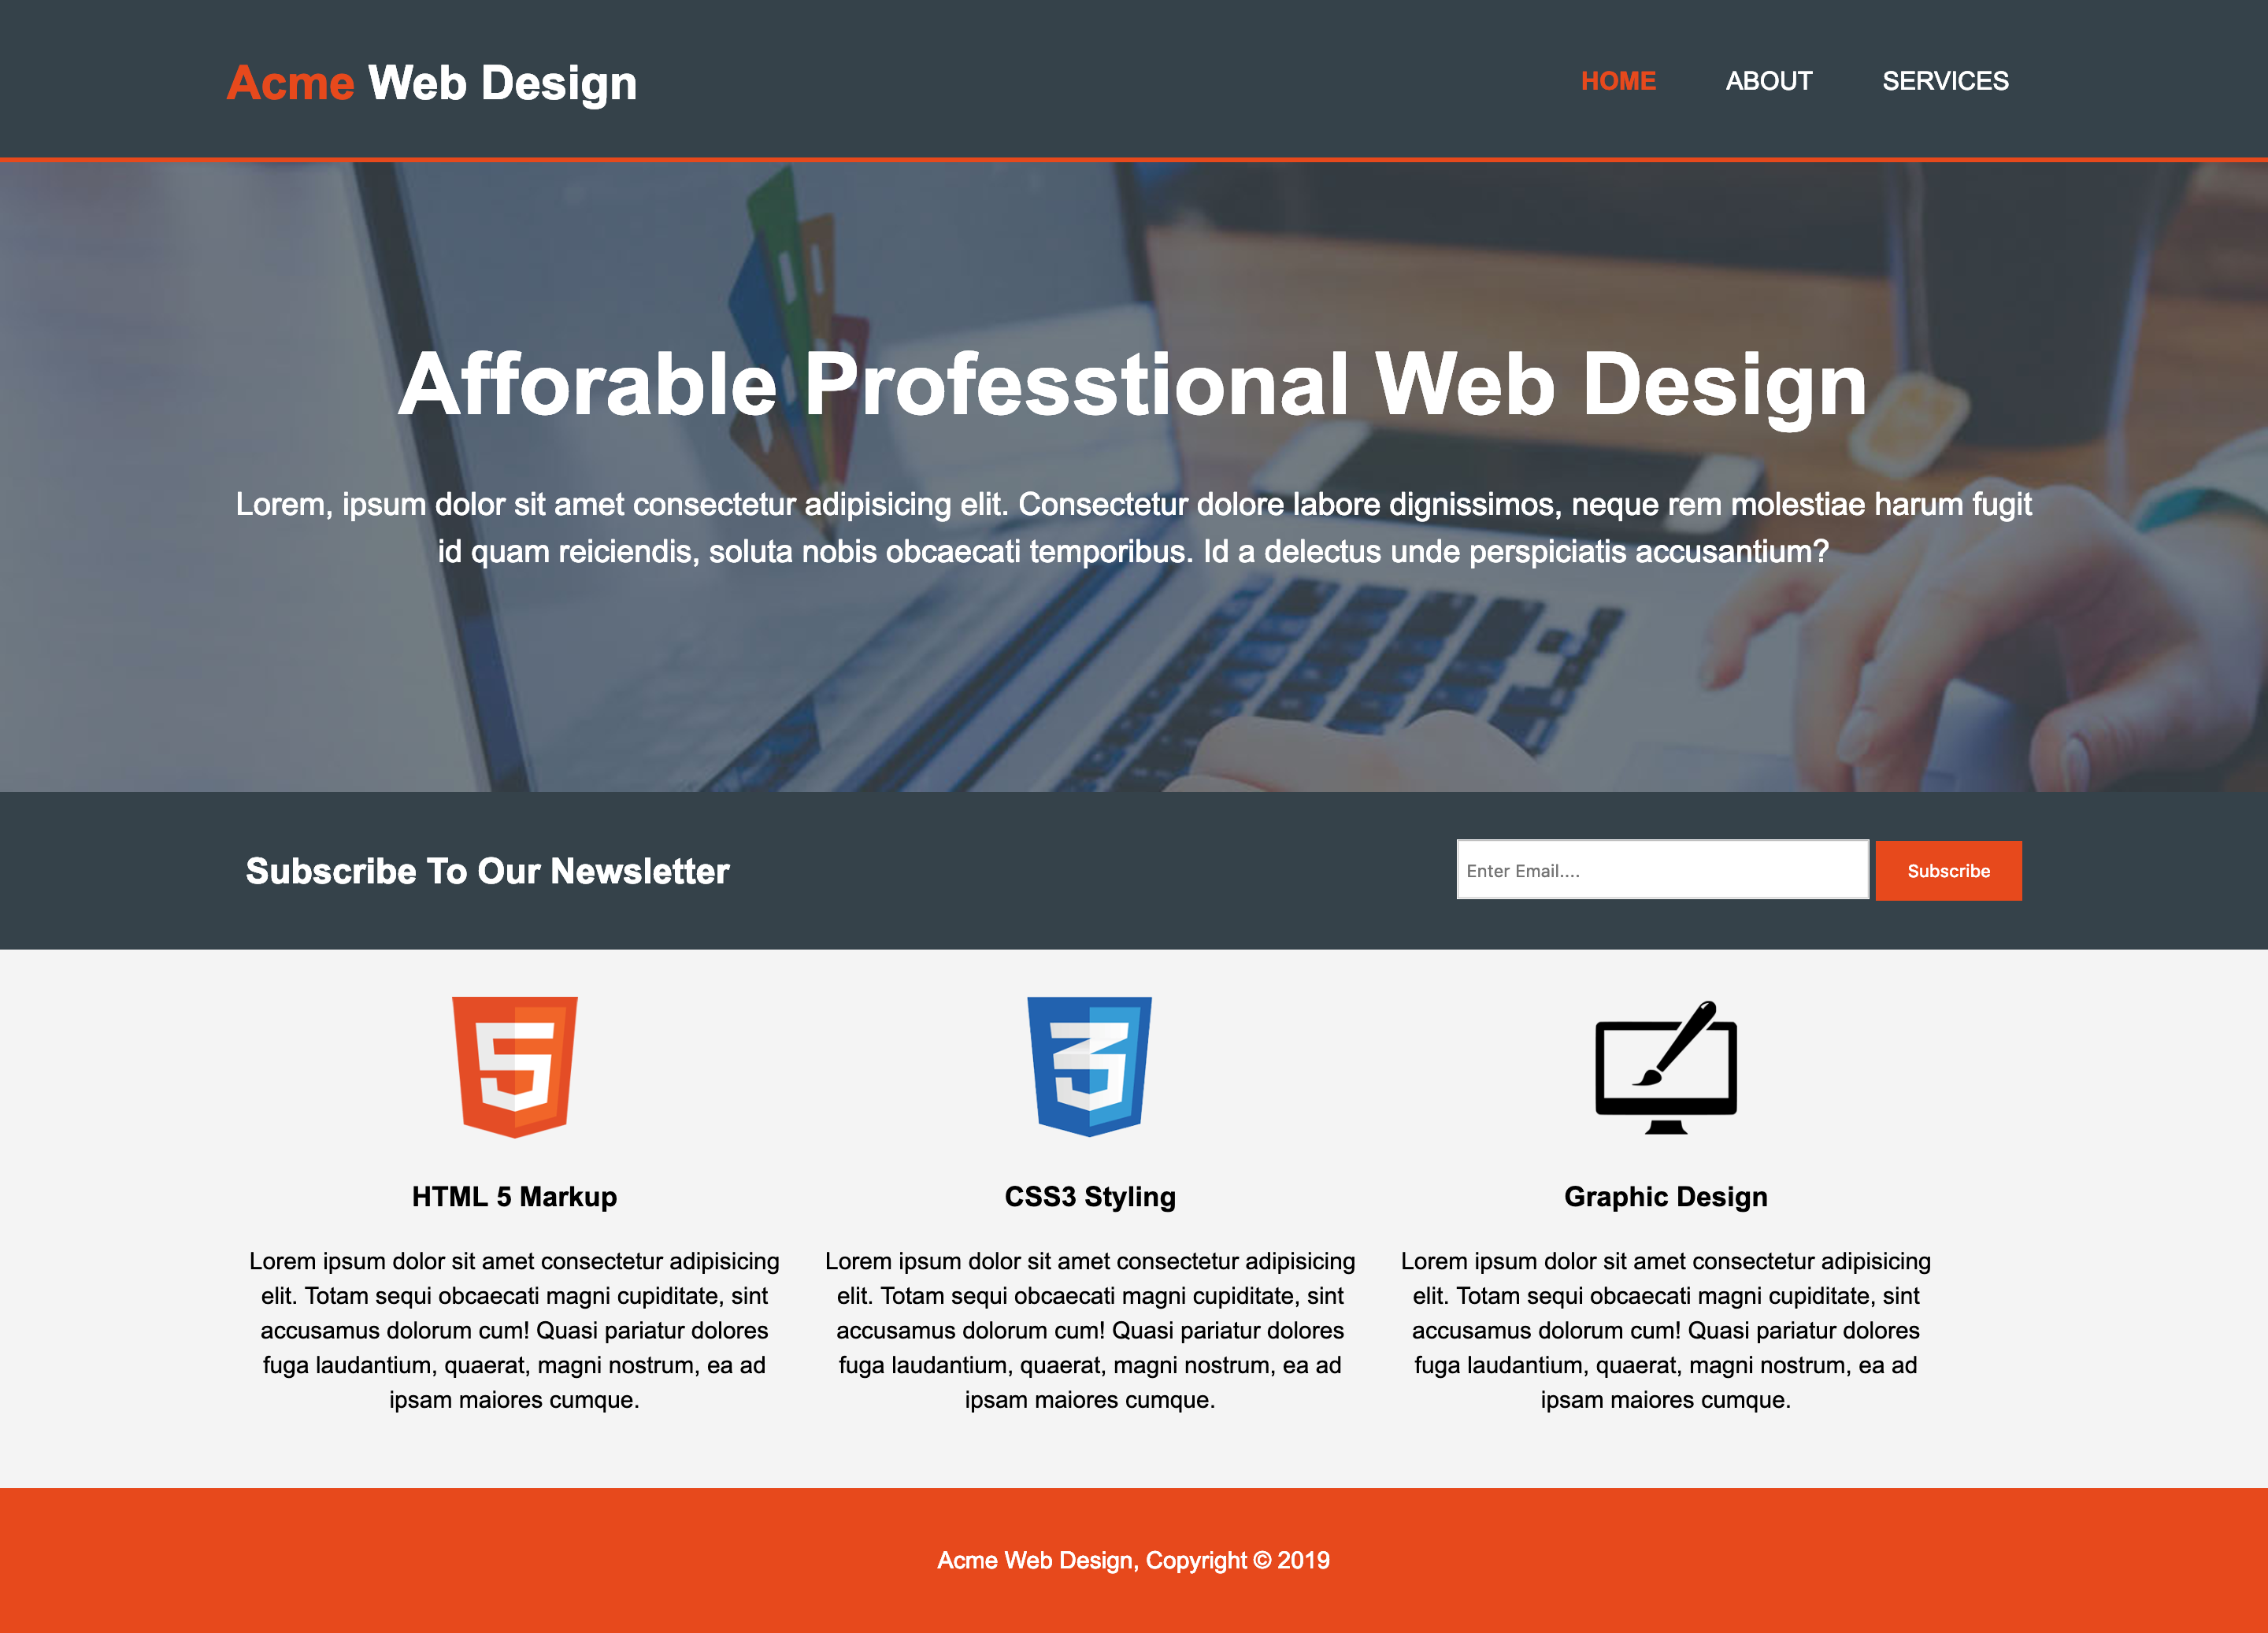 Acme Web Design
HOME ABOUT SERVICES
Afforable Professtional Web Design
Lorem, ipsum dolor sit amet consectetur adipisicing elit. Consectetur dolore labore dignissimos, neque rem molestiae harum fugit
id quam reiciendis, soluta nobis obcaecati temporibus. Id a delectus unde perspiciatis accusantium?
Subscribe To Our Newsletter
Enter Email....
Subscribe
HTML 5 Markup
Lorem ipsum dolor sit amet consectetur adipisicing
elit. Totam sequi obcaecati magni cupiditate, sint
accusamus dolorum cum! Quasi pariatur dolores
fuga laudantium, quaerat, magni nostrum, ea ad
ipsam maiores cumque.
CSS3 Styling
Lorem ipsum dolor sit amet consectetur adipisicing
elit. Totam sequi obcaecati magni cupiditate, sint
accusamus dolorum cum! Quasi pariatur dolores
fuga laudantium, quaerat, magni nostrum, ea ad
ipsam maiores cumque.
Graphic Design
Lorem ipsum dolor sit amet consectetur adipisicing
elit. Totam sequi obcaecati magni cupiditate, sint
accusamus dolorum cum! Quasi pariatur dolores
fuga laudantium, quaerat, magni nostrum, ea ad
ipsam maiores cumque.
Acme Web Design, Copyright © 2019